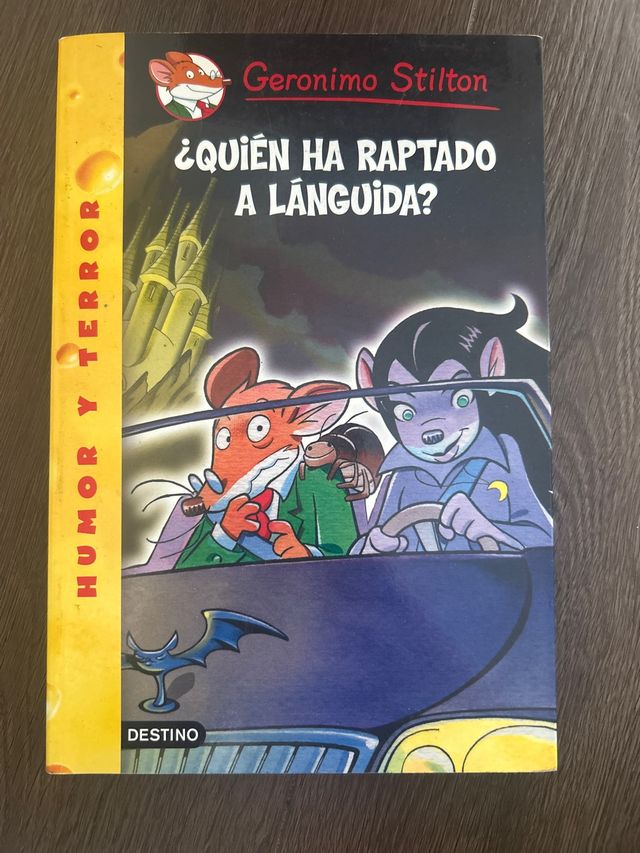 Geronimo Stilton
¿QUIÉN HA RAPTADO
A LÁNGUIDA?
HUMOR Y TERROR
DESTINO